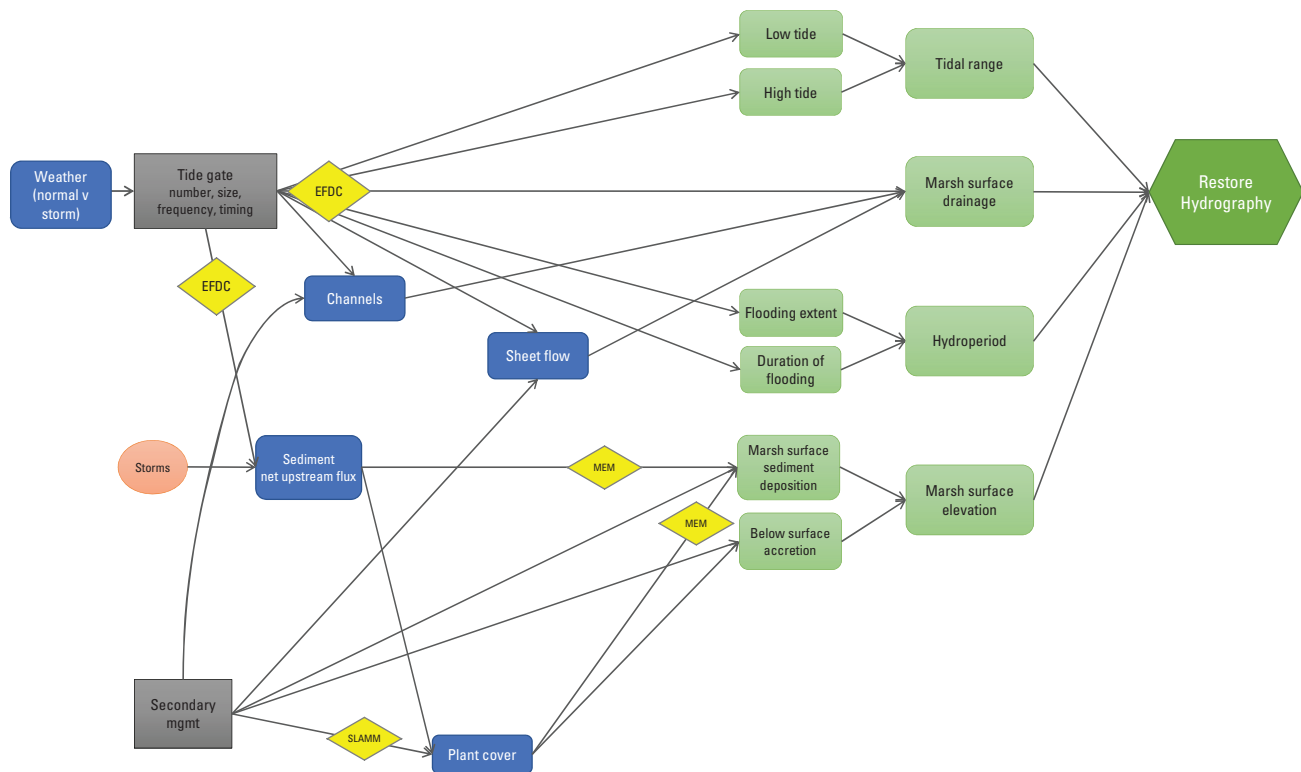 Low tide
High tide
Tidal range
Weather
(normal v
storm)
Tide gate
number, size,
frequency, timing
EFDC
Marsh surface
drainage
Restore
Hydrography
EFDC
Channels
Flooding extent
Sheet flow
Duration of
flooding
Hydroperiod
Storms
Sediment
net upstream flux
MEM
Marsh surface
sediment
deposition
MEM
Below surface
accretion
Marsh surface
elevation
Secondary
mgmt
SLAMM
Plant cover